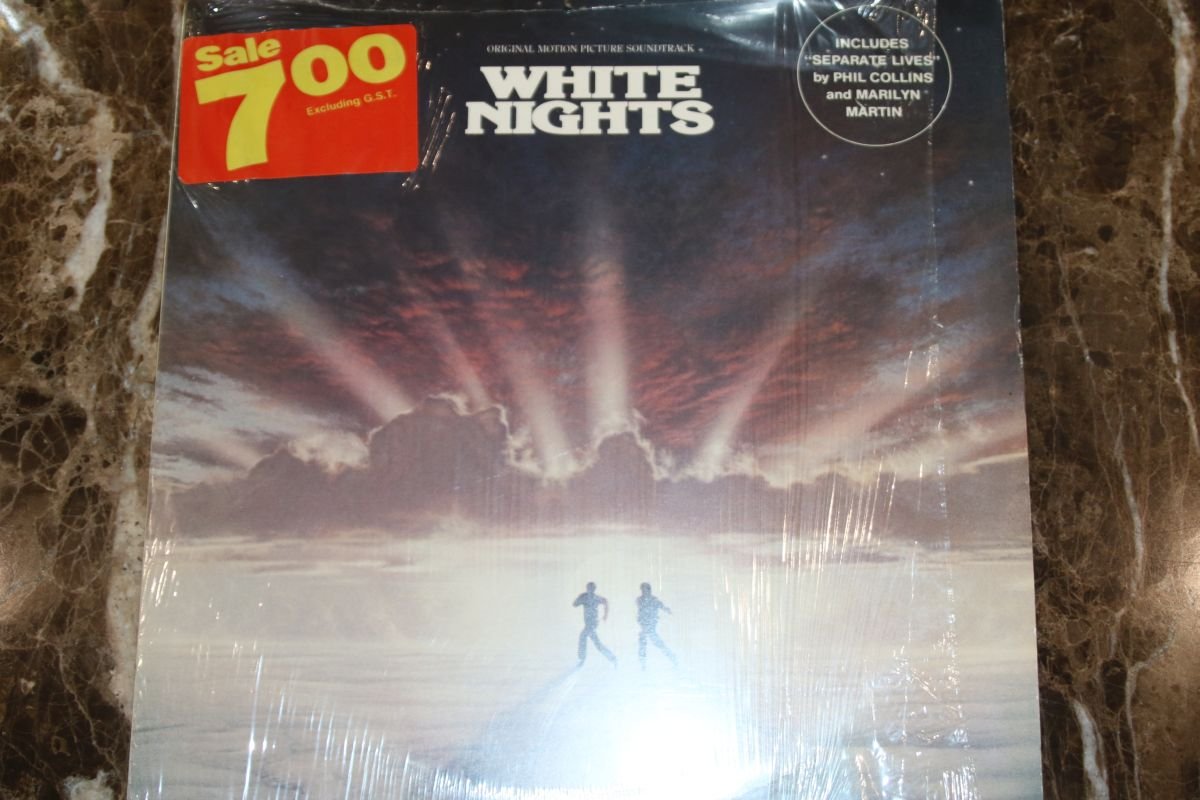 Sale
7.00
Excluding G.S.T.
ORIGINAL MOTION PICTURE SOUNDTRACK
WHITE
NIGHTS
INCLUDES
"SEPARATE LIVES"
by PHIL COLLINS
and MARILYN
MARTIN